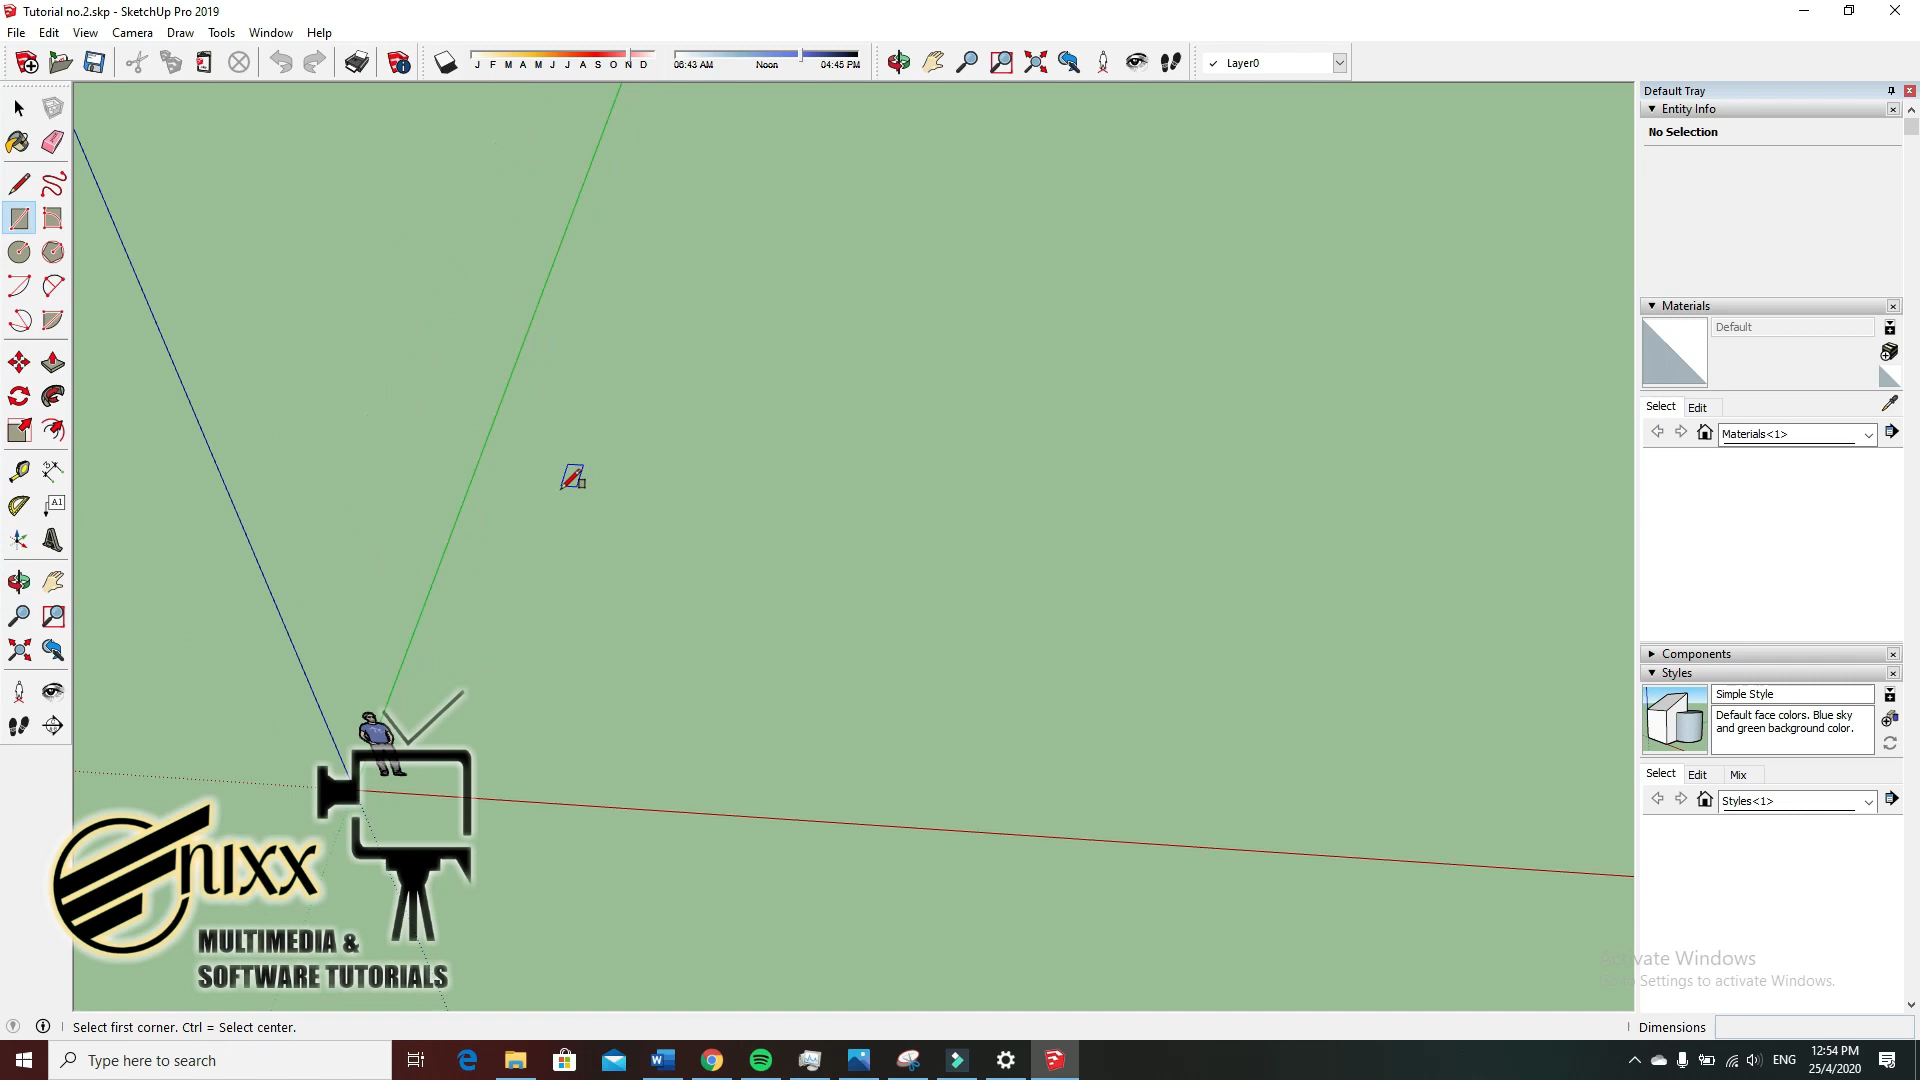 Tutorial no.2.skp - SketchUp Pro 2019
File Edit View Camera Draw Tools Window Help
J F M A M J J A S O N D
06:43 AM Noon 04:45 PM
Layer0
Default Tray
Entity Info
No Selection
Materials
Default
Select Edit
Materials<1>
A1
Components
Styles
Simple Style
Default face colors. Blue sky
and green background color.
Select Edit Mix
Styles<1>
nixx
MULTIMEDIA &
SOFTWARE TUTORIALS
Activate Windows
Go to Settings to activate Windows.
Select first corner. Ctrl = Select center.
Dimensions
Type here to search
ENG
12:54 PM
25/4/2020